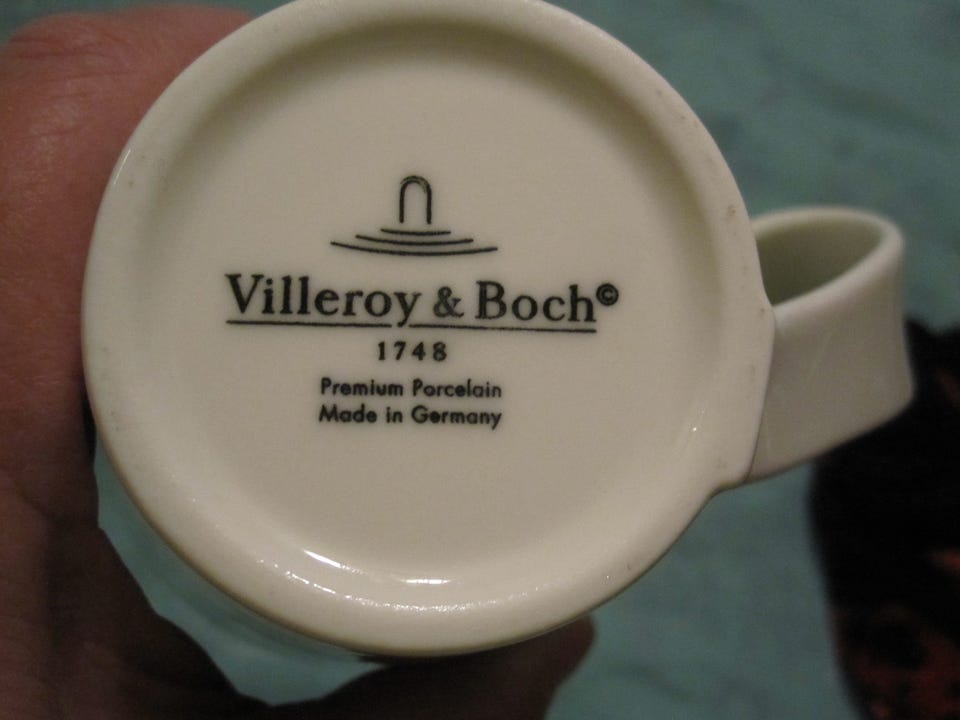 Villeroy & Boch©
1748
Premium Porcelain
Made in Germany